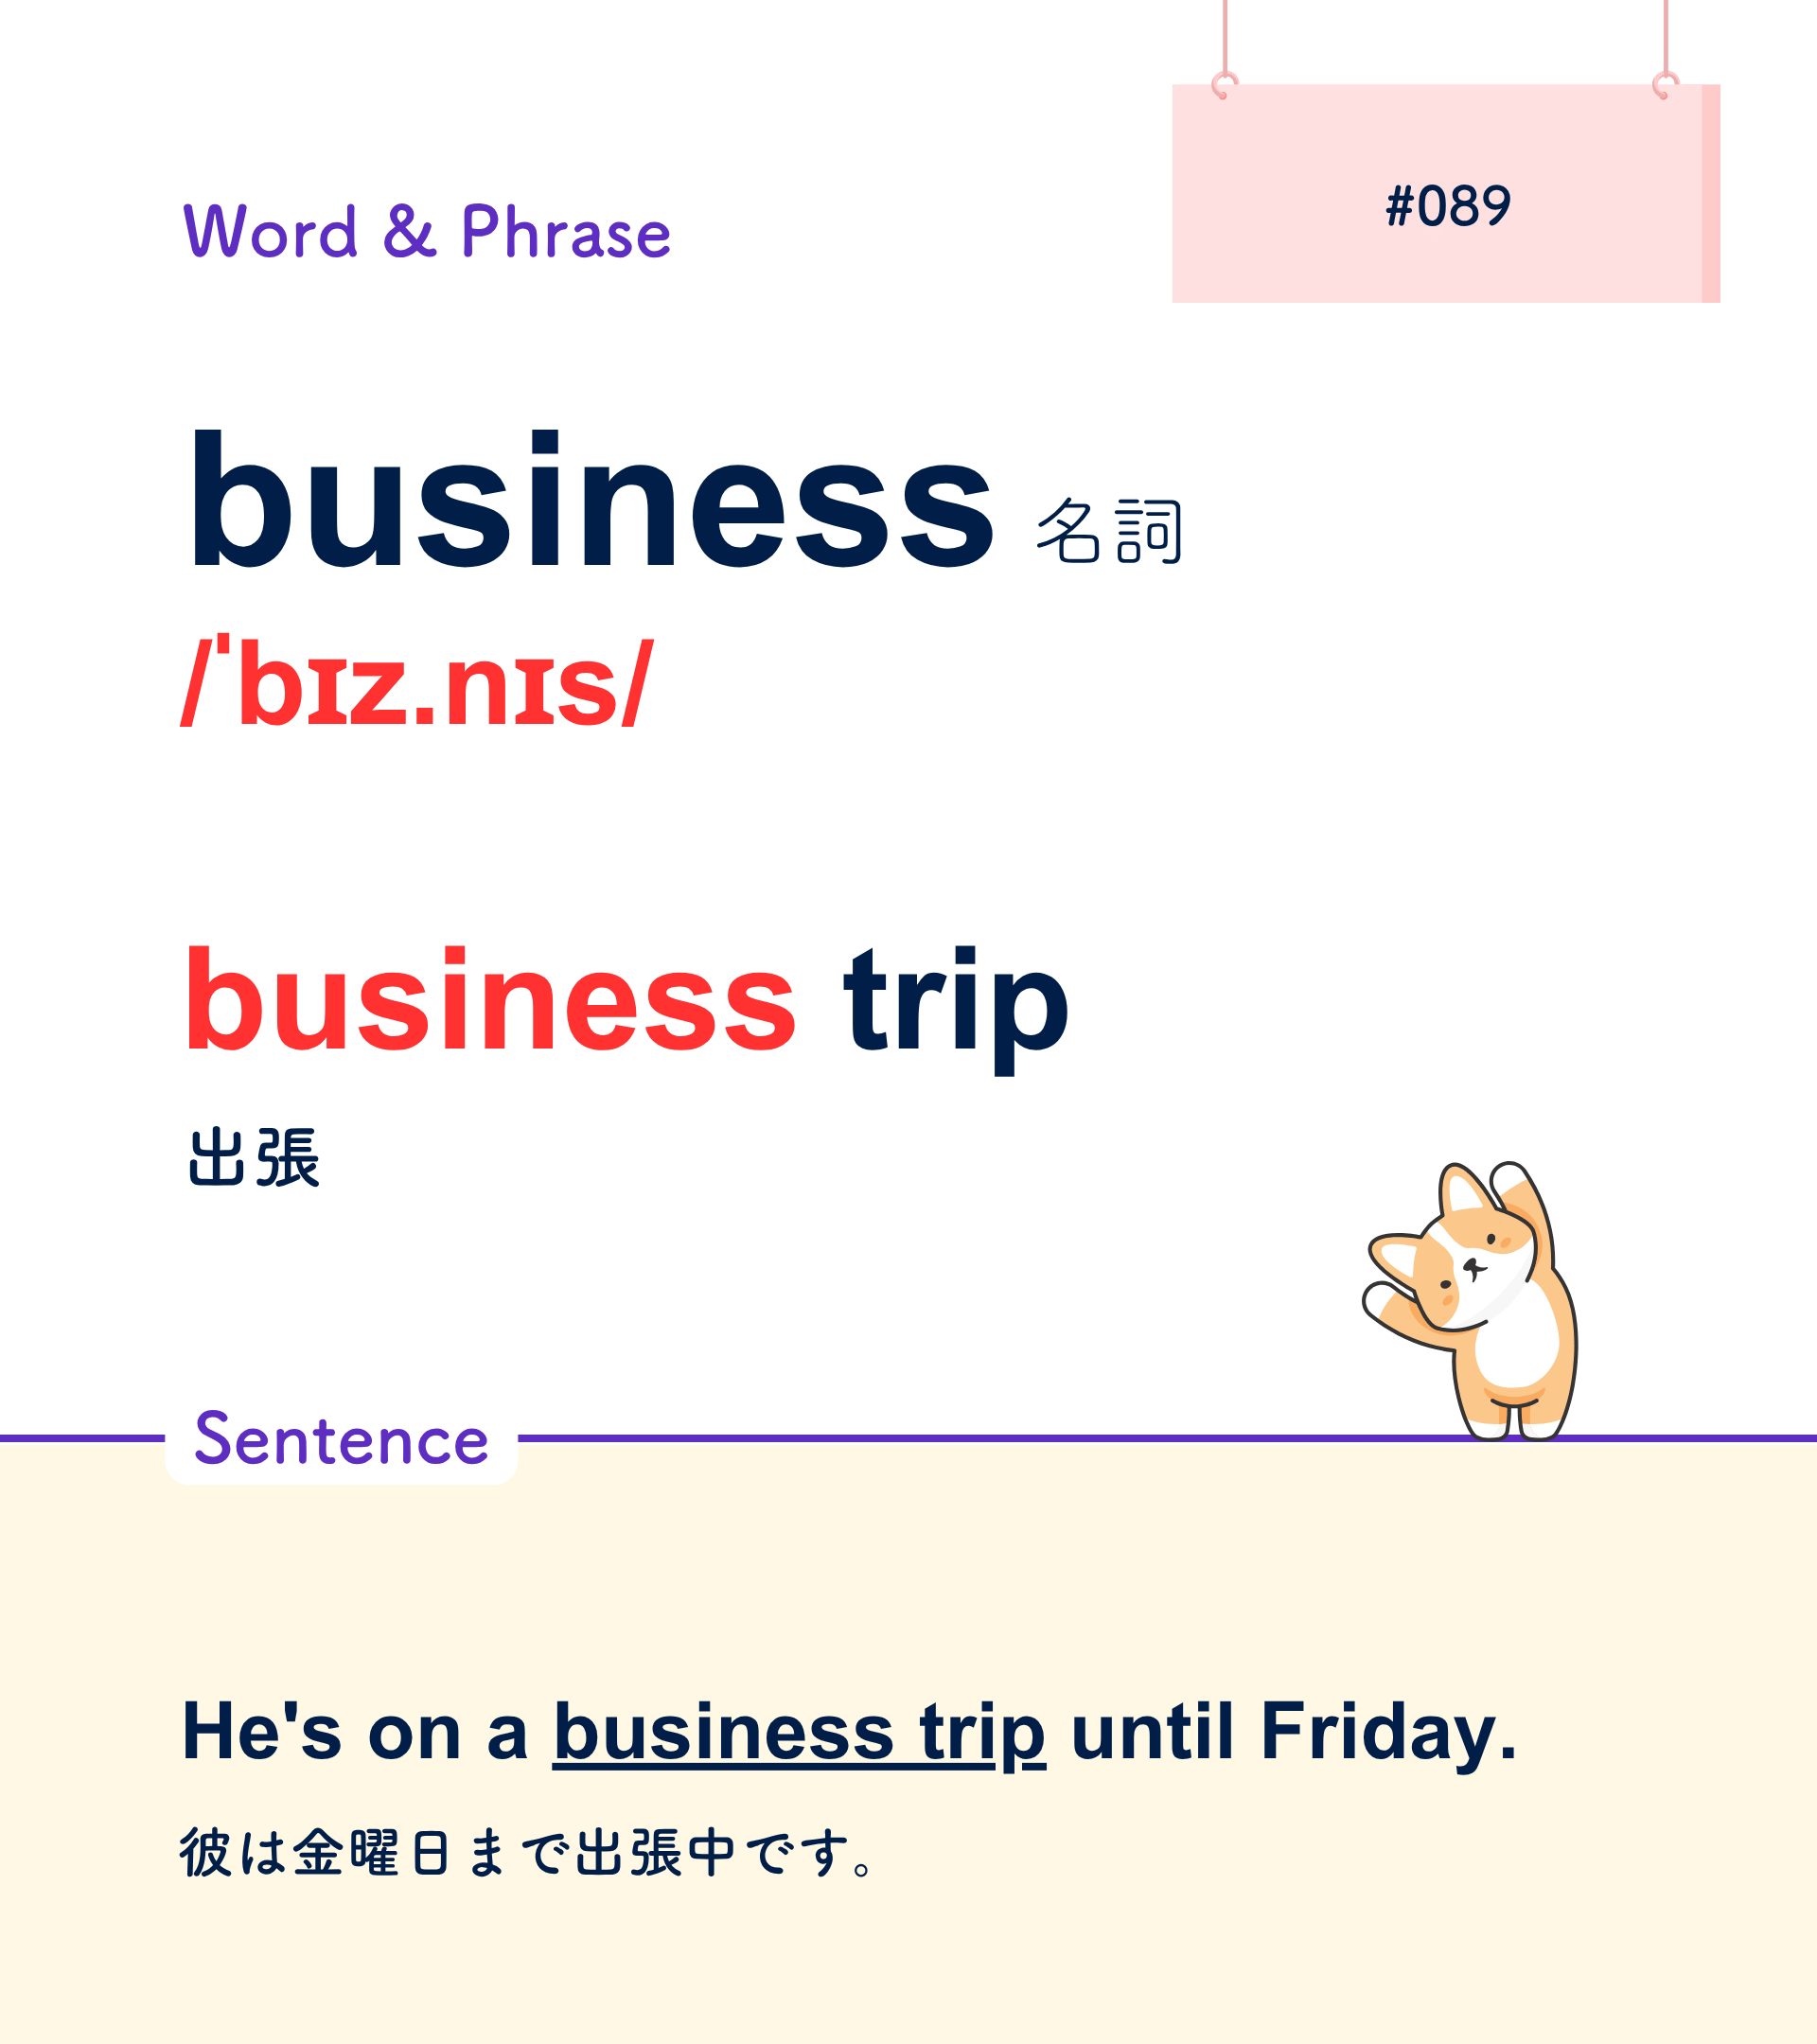 #089
Word & Phrase
business 名詞
/ˈbɪz.nɪs/
business trip
出張
Sentence
He's on a business trip until Friday.
彼は金曜日まで出張中です。